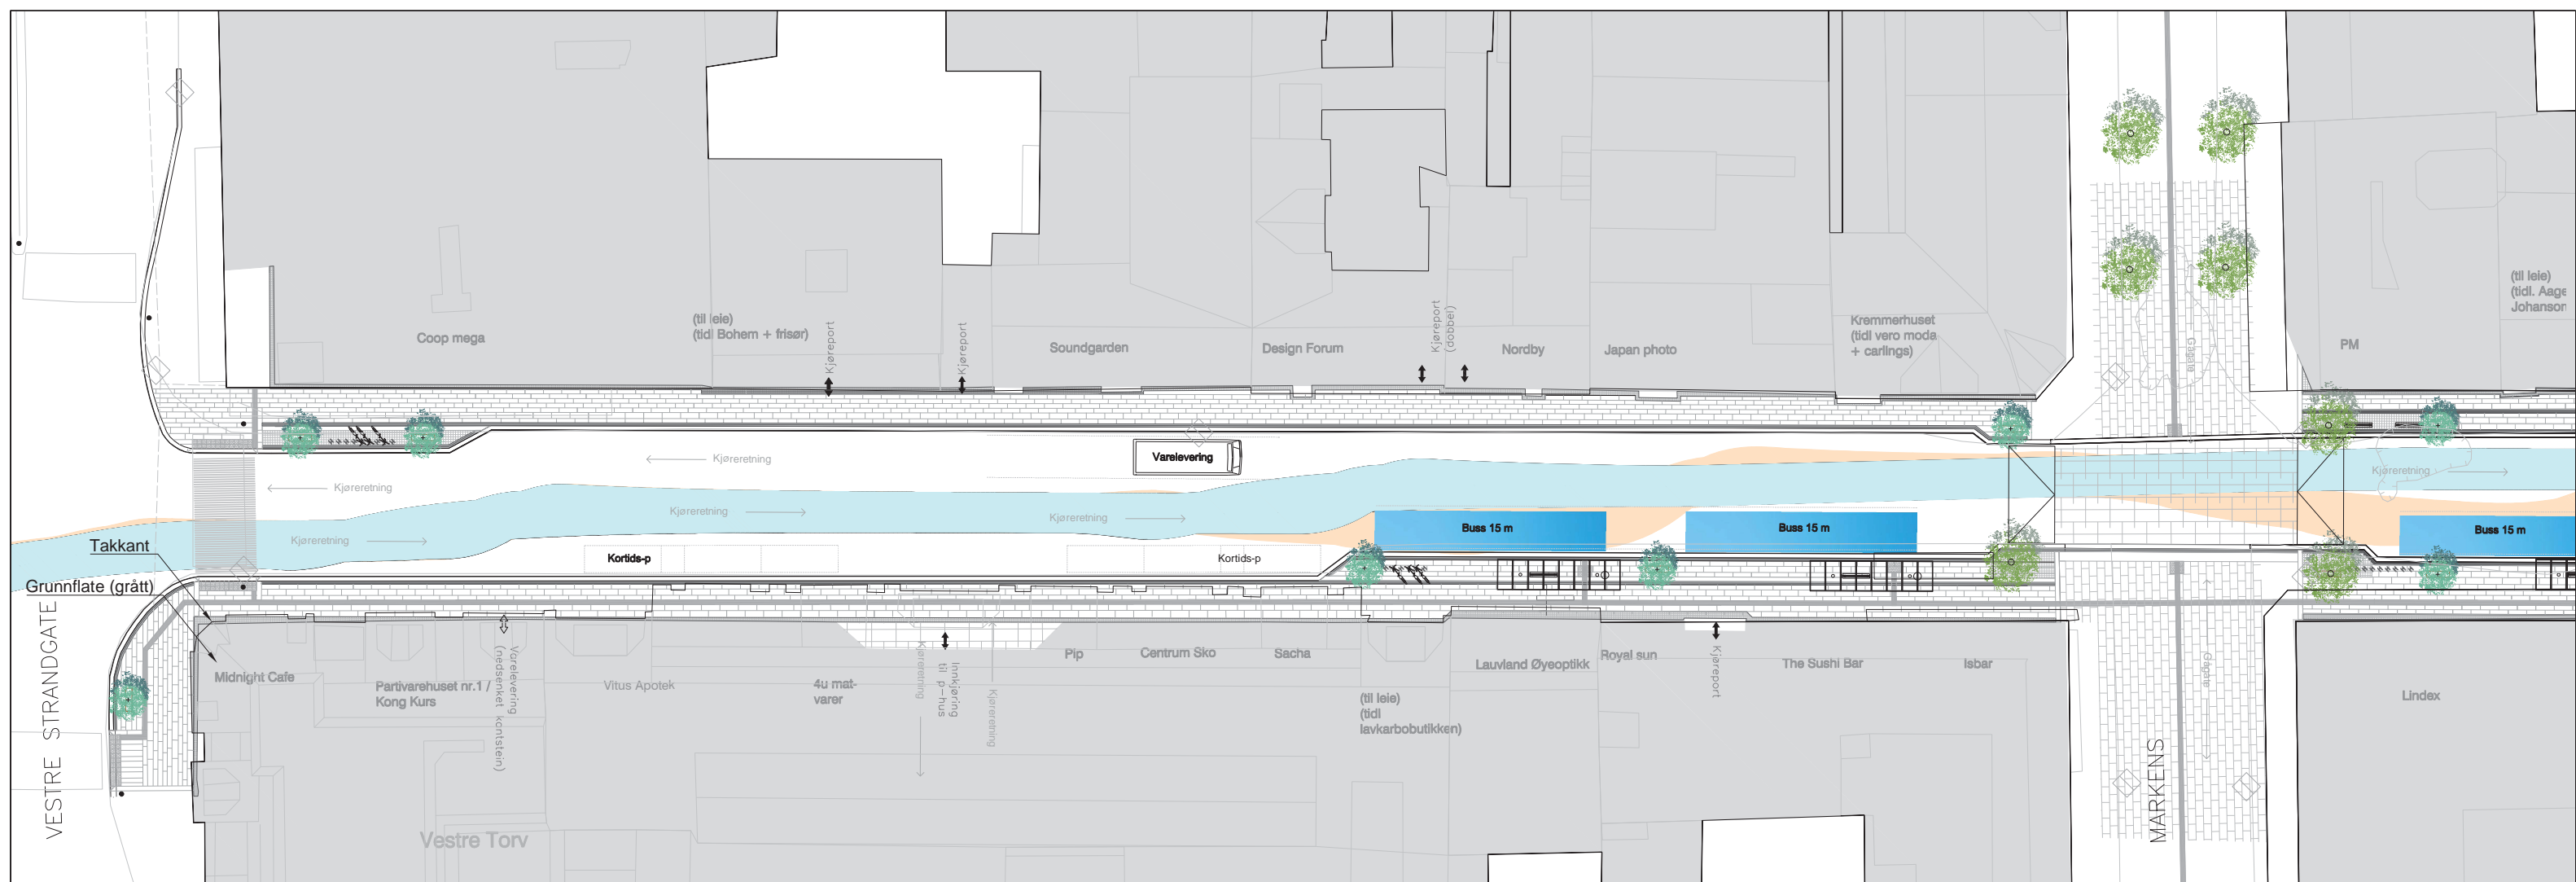 Coop mega
(til leie)
(tidl Bohem + frisør)
Kjøreport
Kjøreport
Soundgarden
Design Forum
Kjøreport
(dobbel)
Nordby
Japan photo
Kremmerhuset
(tidl vero moda
+ carlings)
Gågate
PM
(til leie)
(tidl. Aage
Johanson
Kjøreretning
Kjøreretning
Varelevering
Kjøreretning
Kjøreretning
Kjøreretning
Kjøreretning
Buss 15 m
Buss 15 m
Buss 15 m
Takkant
Grunnflate (grått)
Kortids-p
Kortids-p
VESTRE STRANDGATE
Midnight Cafe
Partivarehuset nr.1 /
Kong Kurs
Varelevering
(nedsenket kantstein)
Vitus Apotek
4u mat-
varer
Kjøreretning
Innkjøring
til p-hus
Kjøreretning
Pip
Centrum Sko
Sacha
(til leie)
(tidl
lavkarbobutikken)
Lauvland Øyeoptikk
Royal sun
Kjøreport
The Sushi Bar
Isbar
MARKENS
Gågate
Lindex
Vestre Torv